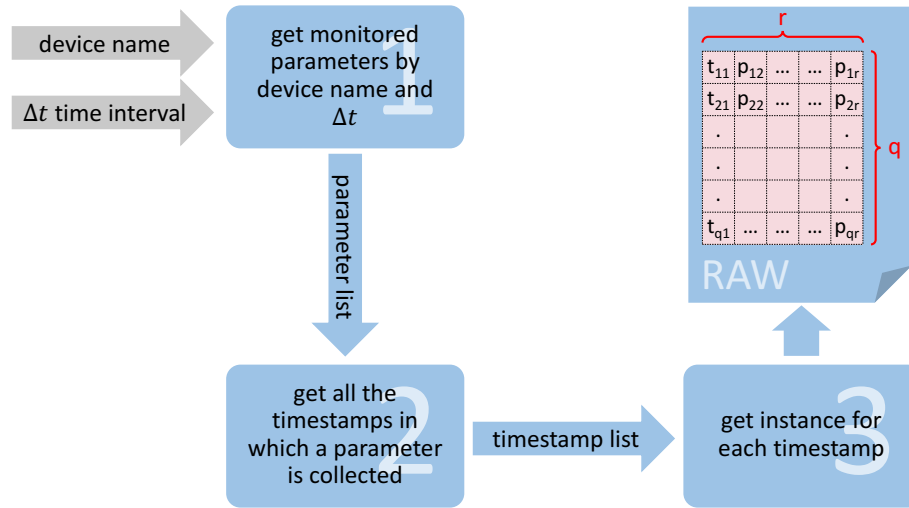 device name
Δt time interval
get monitored
parameters by
device name and
Δt
1
parameter list
get all the
timestamps in
which a parameter
is collected
2
timestamp list
get instance for
each timestamp
3
r
t11 p12 ... ... p1r
t21 p22 ... ... p2r
. .
. .
. .
tq1 ... ... ... pqr
q
RAW